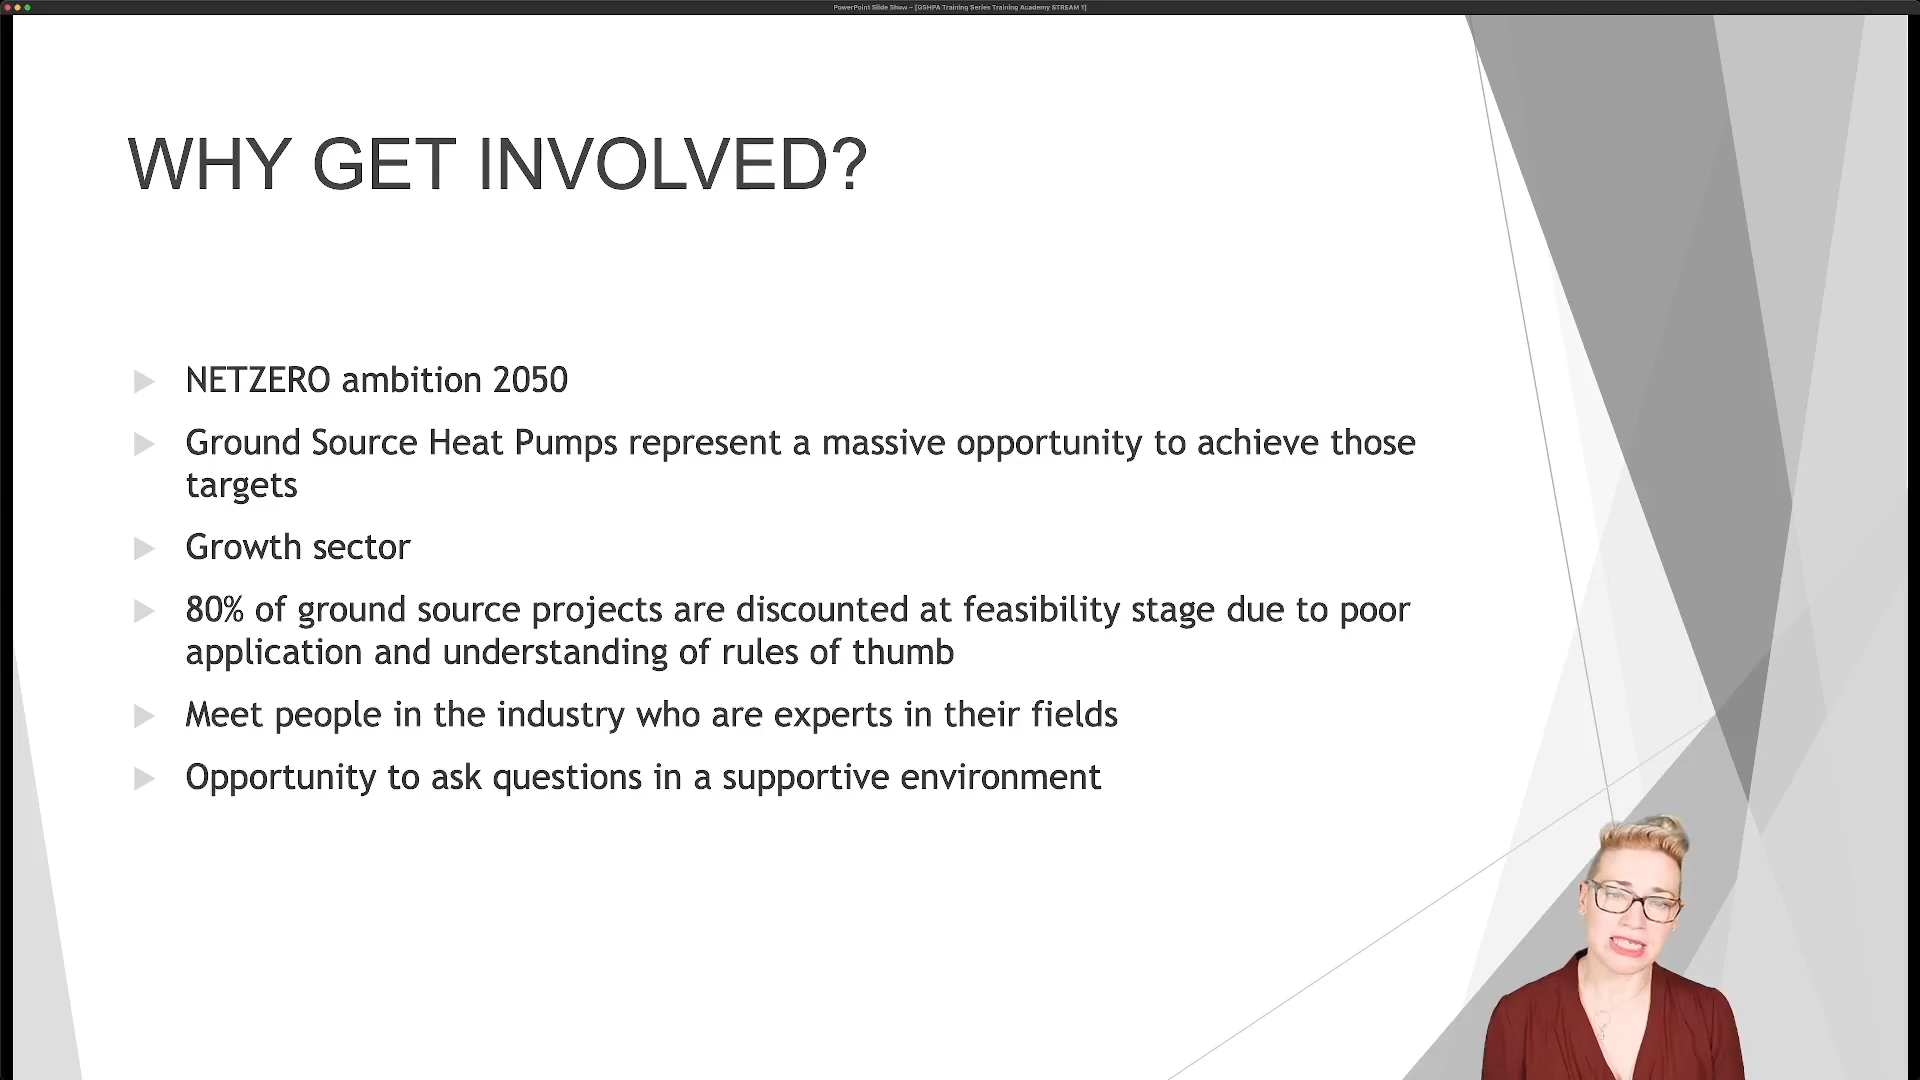 PowerPoint Slide Show - [GSHPA Training Series Training Academy STREAM 1]
WHY GET INVOLVED?
NETZERO ambition 2050
Ground Source Heat Pumps represent a massive opportunity to achieve those
targets
Growth sector
80% of ground source projects are discounted at feasibility stage due to poor
application and understanding of rules of thumb
Meet people in the industry who are experts in their fields
Opportunity to ask questions in a supportive environment